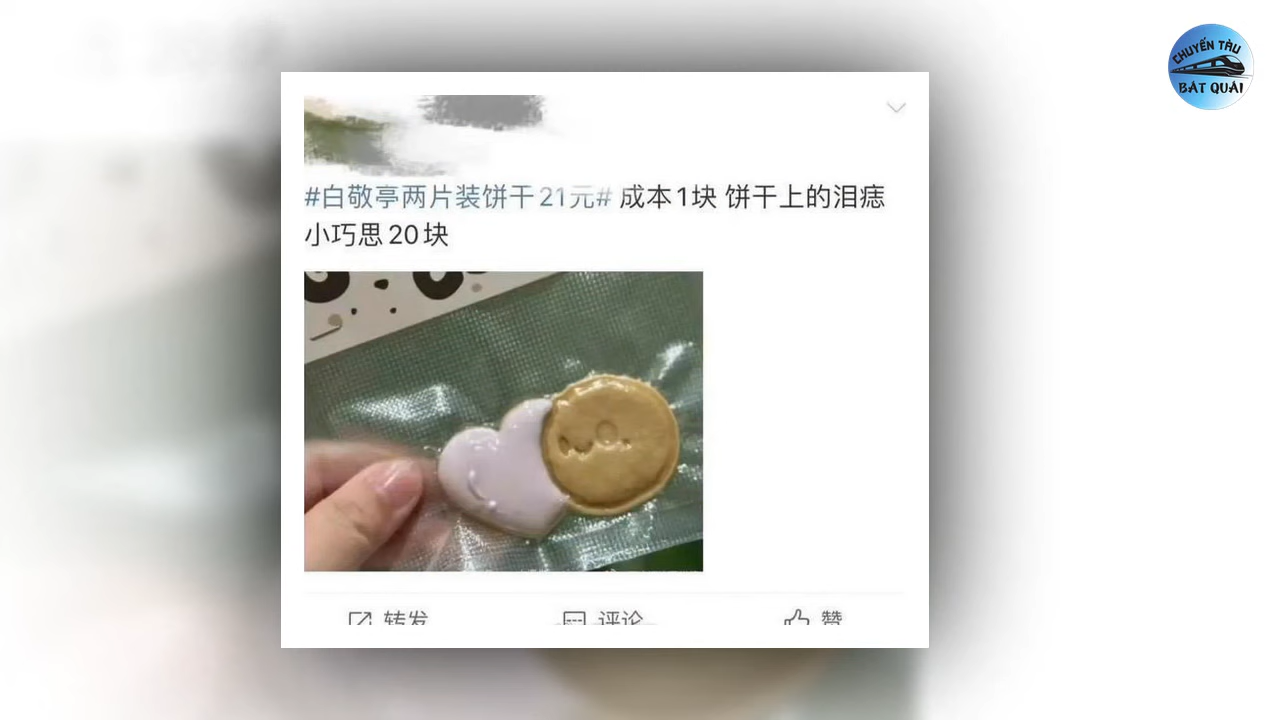 CHUYẾN TÀU
BÁT QUÁI
#白敬亭两片装饼干21元# 成本1块 饼干上的泪痣
小巧思20块
转发
评论
赞